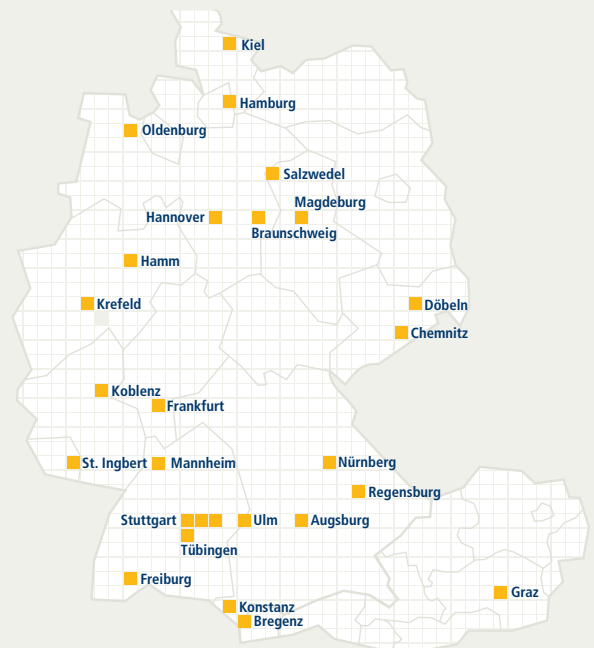 Kiel
Hamburg
Oldenburg
Salzwedel
Magdeburg
Hannover
Braunschweig
Hamm
Krefeld
Döbeln
Chemnitz
Koblenz
Frankfurt
St. Ingbert
Mannheim
Nürnberg
Regensburg
Stuttgart
Ulm
Augsburg
Tübingen
Freiburg
Graz
Konstanz
Bregenz